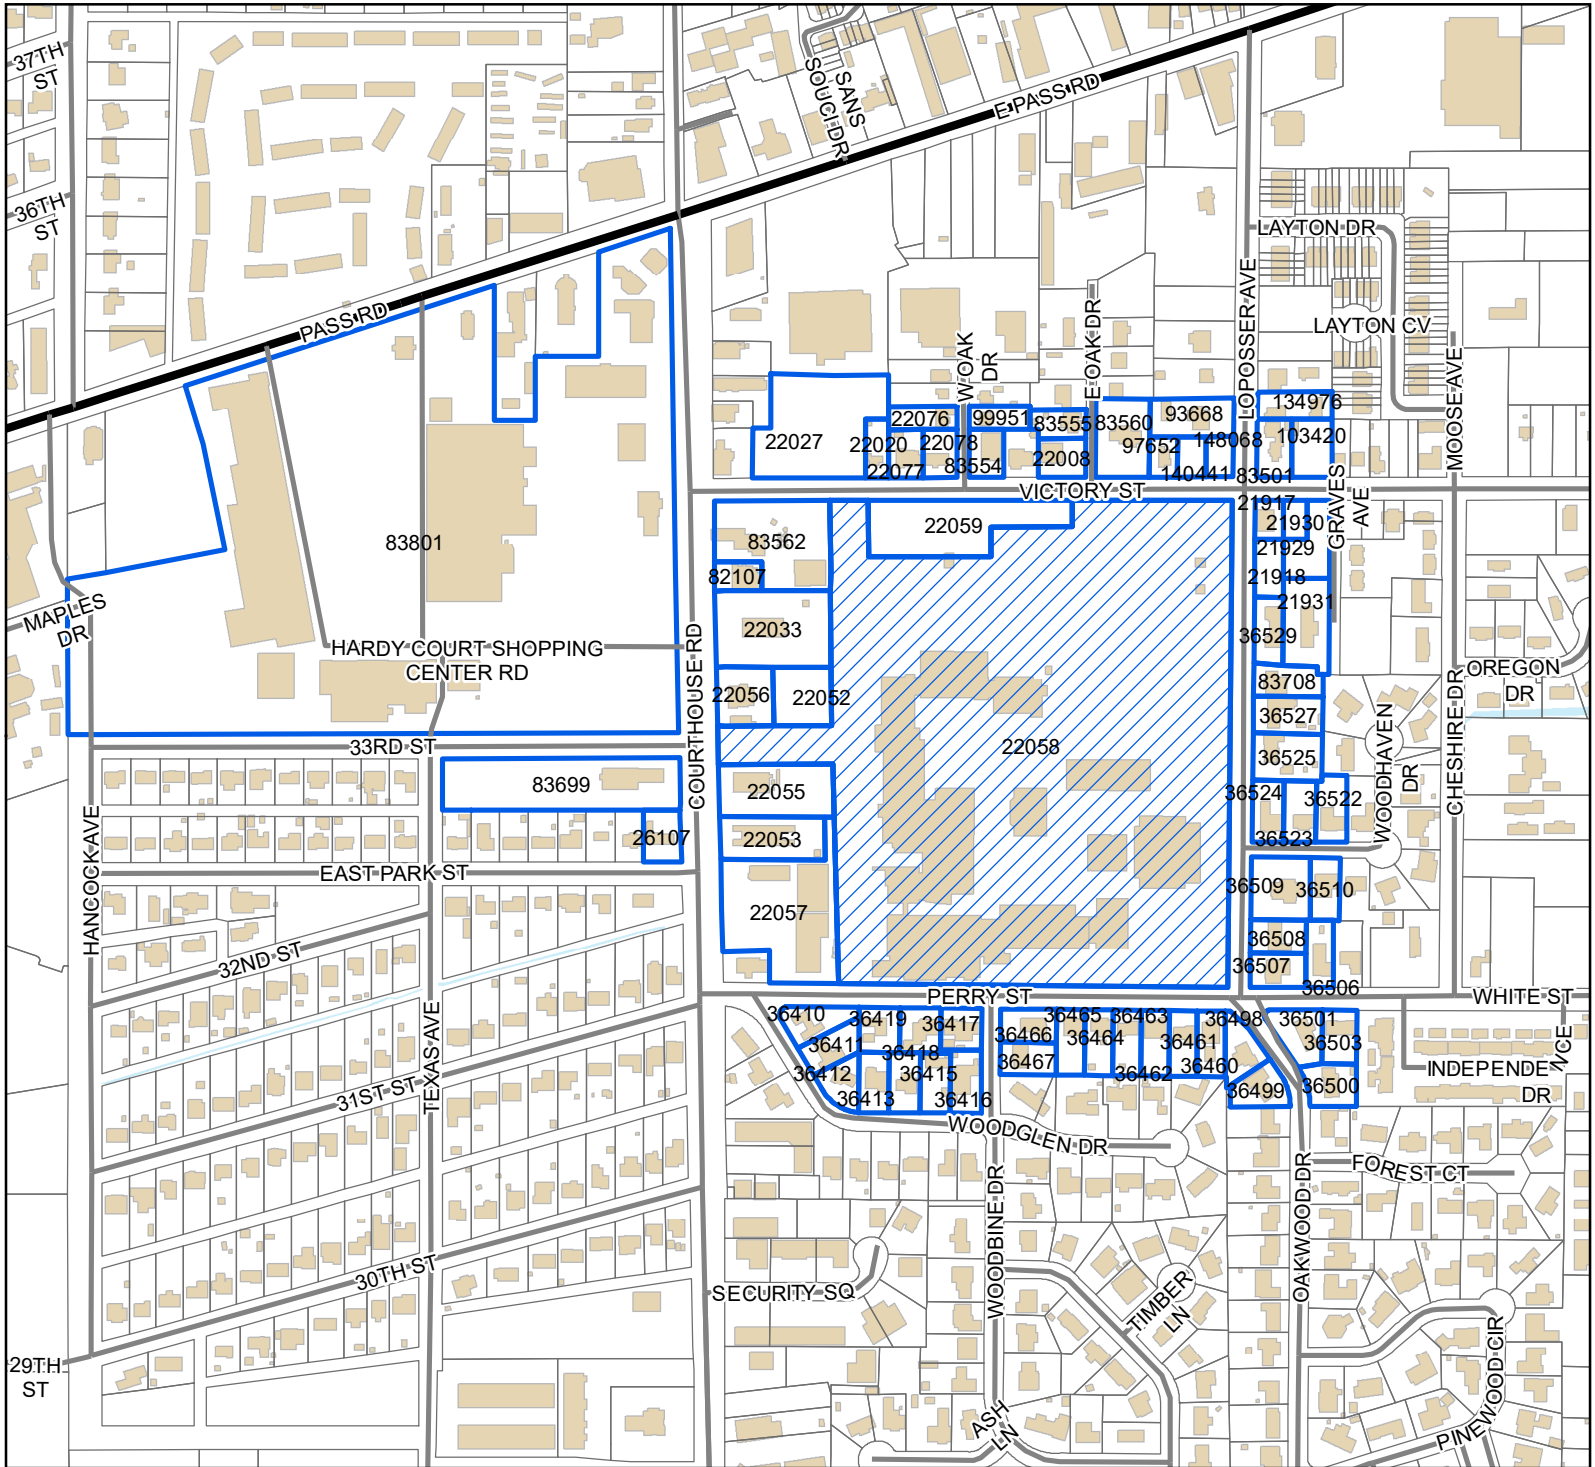 37TH
ST
SANS
SOUCI DR
E PASS RD
36TH
ST
LAYTON DR
PASS RD
LAYTON CV
W OAK
DR
E OAK DR
LOPOSSER AVE
MOOSE AVE
134976
22076
99951
83555
83560
93668
22027
22020
22078
22008
97652
148068
103420
22077
83554
140441
83501
VICTORY ST
GRAVES
AVE
21917
22059
21930
83562
83801
21929
82107
21918
21931
MAPLES
DR
22033
36529
HARDY COURT SHOPPING
CENTER RD
COURTHOUSE RD
OREGON
DR
22056
22052
83708
36527
CHESHIRE DR
WOODHAVEN
DR
33RD ST
22058
36525
83699
22055
36524
36522
26107
22053
36523
HANCOCK AVE
EAST PARK ST
36509
36510
22057
32ND ST
36508
36507
36506
PERRY ST
WHITE ST
36410
36419
36417
36465
36463
36498
36501
36466
36464
36461
36503
36411
36418
36467
36412
36415
36462
36460
INDEPENDENCE
DR
36413
36416
36499
36500
TEXAS AVE
31ST ST
WOODGLEN DR
FOREST CT
WOODBINE DR
OAKWOOD DR
30TH ST
SECURITY SQ
TIMBER
LN
29TH
ST
PINEWOOD CIR
ASH
LN